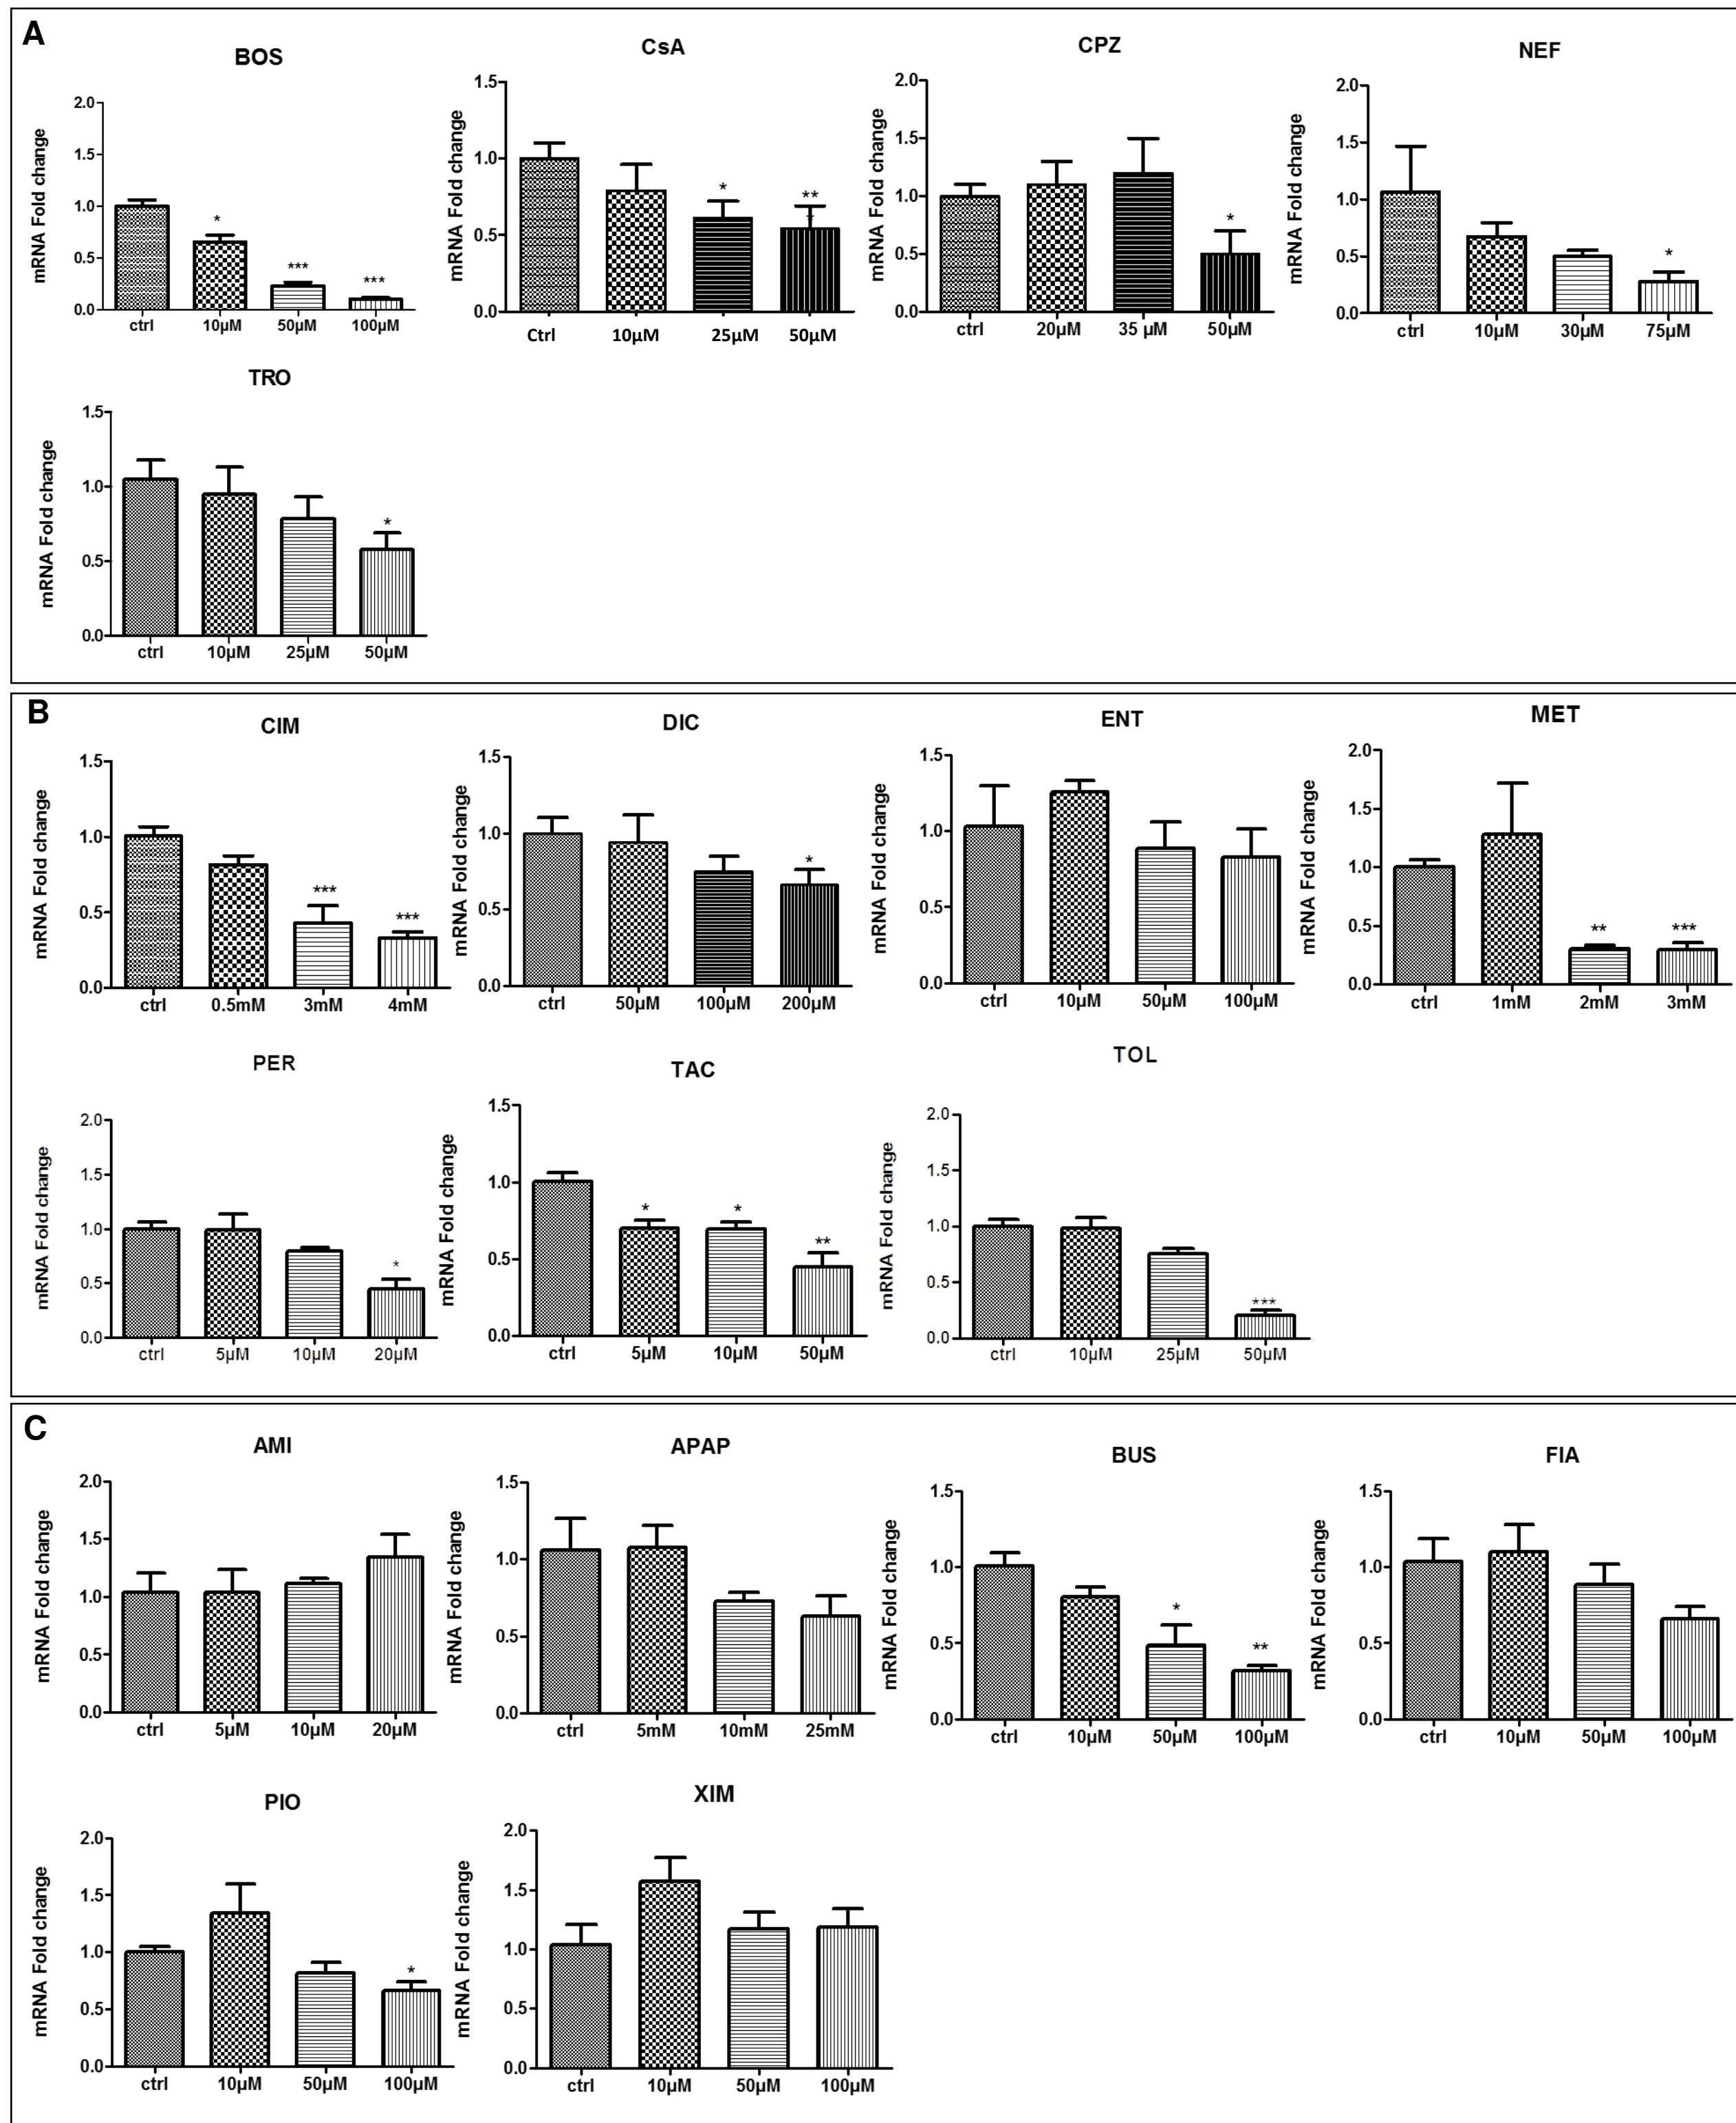 A
BOS
mRNA Fold change
2.0
1.5
1.0
0.5
0.0
* *** ***
ctrl 10µM 50µM 100µM
CsA
mRNA Fold change
1.5
1.0
0.5
0.0
* **
Ctrl 10µM 25µM 50µM
CPZ
mRNA Fold change
2.0
1.5
1.0
0.5
0.0
*
ctrl 20µM 35 µM 50µM
NEF
mRNA Fold change
2.0
1.5
1.0
0.5
0.0
*
ctrl 10µM 30µM 75µM
TRO
mRNA Fold change
1.5
1.0
0.5
0.0
*
ctrl 10µM 25µM 50µM
B
CIM
mRNA Fold change
1.5
1.0
0.5
0.0
*** ***
ctrl 0.5mM 3mM 4mM
DIC
mRNA Fold change
1.5
1.0
0.5
0.0
*
ctrl 50µM 100µM 200µM
ENT
mRNA Fold change
1.5
1.0
0.5
0.0
ctrl 10µM 50µM 100µM
MET
mRNA Fold change
2.0
1.5
1.0
0.5
0.0
** ***
ctrl 1mM 2mM 3mM
PER
mRNA Fold change
2.0
1.5
1.0
0.5
0.0
*
ctrl 5µM 10µM 20µM
TAC
mRNA Fold change
1.5
1.0
0.5
0.0
* * **
ctrl 5µM 10µM 50µM
TOL
mRNA Fold change
2.0
1.5
1.0
0.5
0.0
***
ctrl 10µM 25µM 50µM
C
AMI
mRNA Fold change
2.0
1.5
1.0
0.5
0.0
ctrl 5µM 10µM 20µM
APAP
mRNA Fold change
1.5
1.0
0.5
0.0
ctrl 5mM 10mM 25mM
BUS
mRNA Fold change
1.5
1.0
0.5
0.0
* **
ctrl 10µM 50µM 100µM
FIA
mRNA Fold change
1.5
1.0
0.5
0.0
ctrl 10µM 50µM 100µM
PIO
mRNA Fold change
2.0
1.5
1.0
0.5
0.0
*
ctrl 10µM 50µM 100µM
XIM
mRNA Fold change
2.0
1.5
1.0
0.5
0.0
ctrl 10µM 50µM 100µM